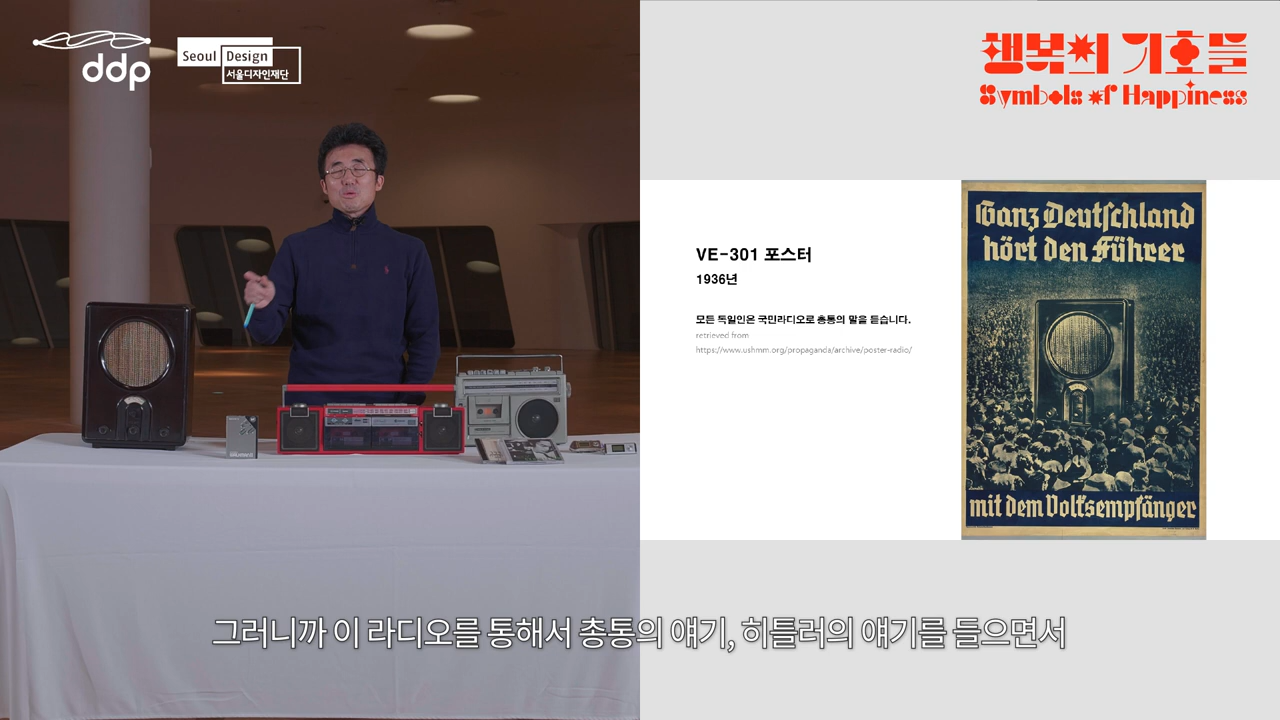 ddp
Seoul Design
서울디자인재단
행복의 기호들
Symbols of Happiness
VE-301 포스터
1936년
모든 독일인은 국민라디오로 총통의 말을 듣습니다.
retrieved from
https://www.ushmm.org/propaganda/archive/poster-radio/
Ganz Deutschland
hört den Führer
mit dem Volksempfänger
그러니까 이 라디오를 통해서 총통의 얘기, 히틀러의 얘기를 들으면서